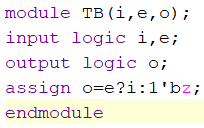 module TB(i,e,o);
input logic i,e;
output logic o;
assign o=e?i:1'bz;
endmodule